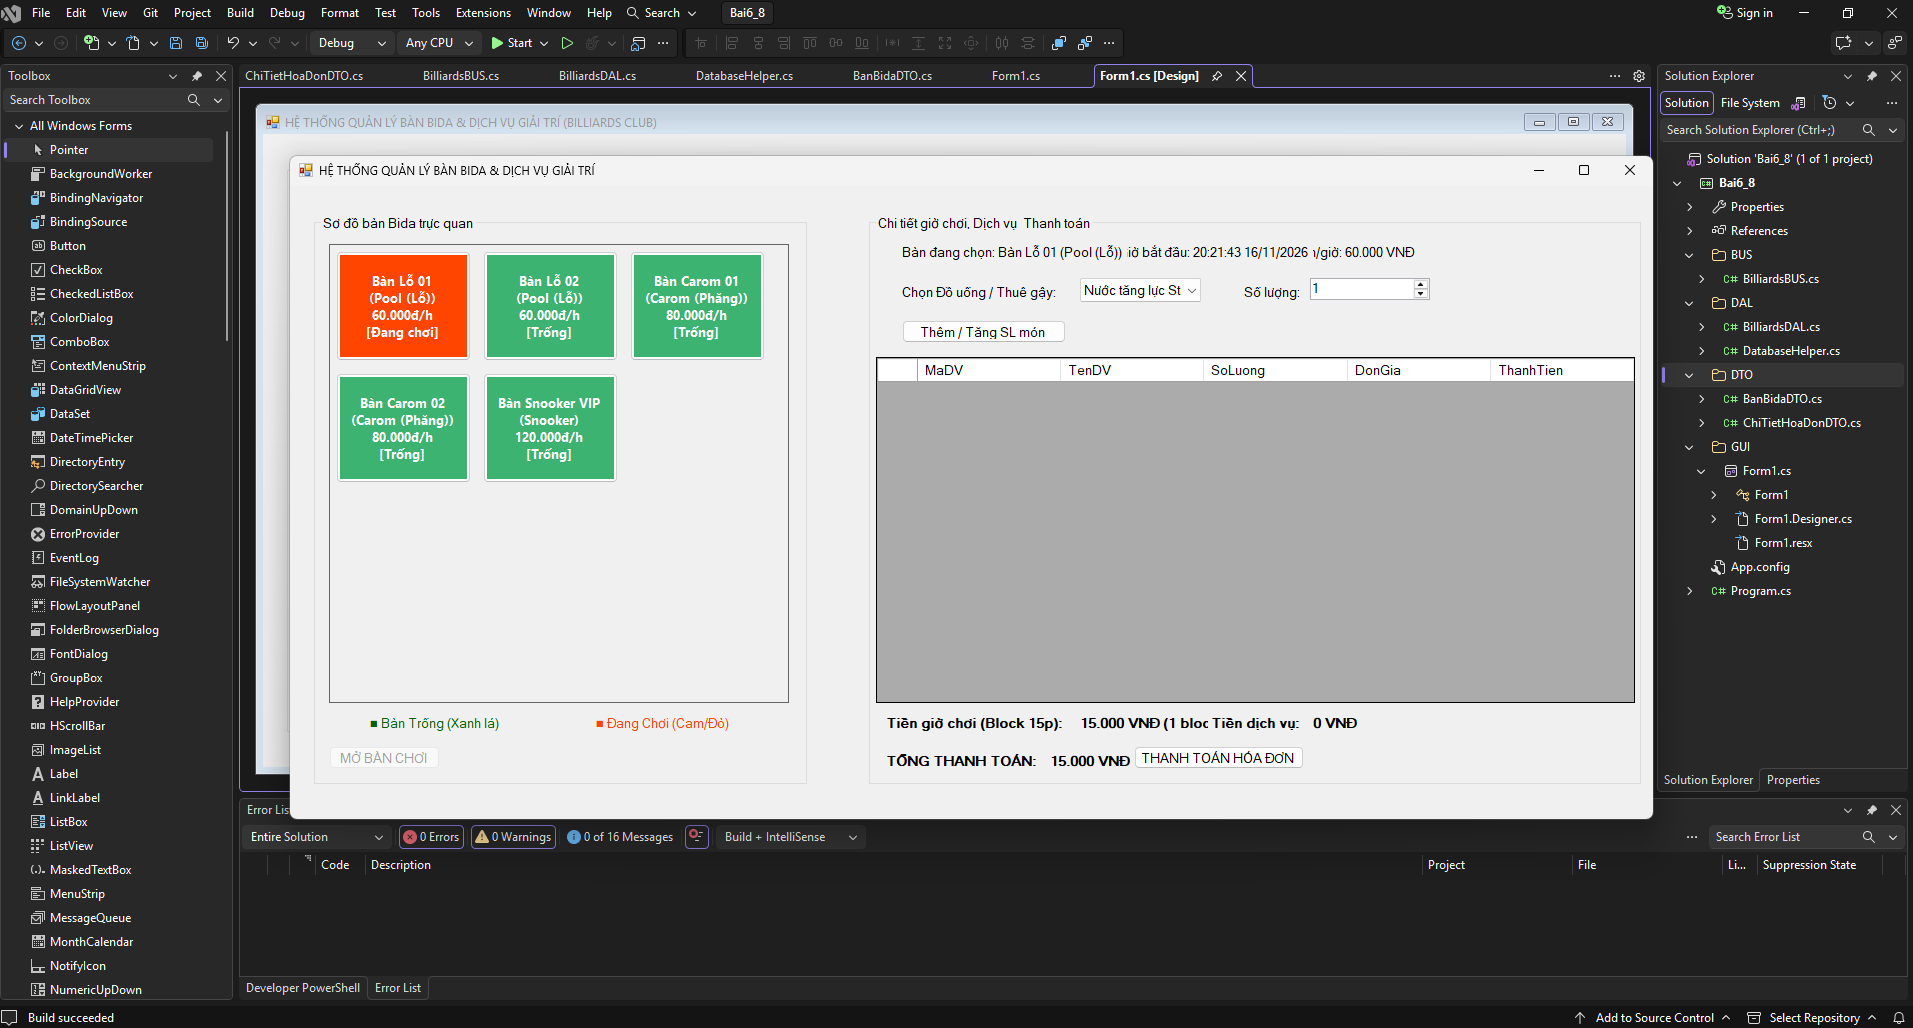 File Edit View Git Project Build Debug Format Test Tools Extensions Window Help Search Bai6_8 Sign in
Debug Any CPU Start
Toolbox
Search Toolbox
All Windows Forms
Pointer
BackgroundWorker
BindingNavigator
BindingSource
Button
CheckBox
CheckedListBox
ColorDialog
ComboBox
ContextMenuStrip
DataGridView
DataSet
DateTimePicker
DirectoryEntry
DirectorySearcher
DomainUpDown
ErrorProvider
EventLog
FileSystemWatcher
FlowLayoutPanel
FolderBrowserDialog
FontDialog
GroupBox
HelpProvider
HScrollBar
ImageList
Label
LinkLabel
ListBox
ListView
MaskedTextBox
MenuStrip
MessageQueue
MonthCalendar
NotifyIcon
NumericUpDown
ChiTietHoaDonDTO.cs BilliardsBUS.cs BilliardsDAL.cs DatabaseHelper.cs BanBidaDTO.cs Form1.cs Form1.cs [Design]
HỆ THỐNG QUẢN LÝ BÀN BIDA & DỊCH VỤ GIẢI TRÍ (BILLIARDS CLUB)
HỆ THỐNG QUẢN LÝ BÀN BIDA & DỊCH VỤ GIẢI TRÍ
Sơ đồ bàn Bida trực quan
Bàn Lỗ 01
(Pool (Lỗ))
60.000đ/h
[Đang chơi]
Bàn Lỗ 02
(Pool (Lỗ))
60.000đ/h
[Trống]
Bàn Carom 01
(Carom (Phăng))
80.000đ/h
[Trống]
Bàn Carom 02
(Carom (Phăng))
80.000đ/h
[Trống]
Bàn Snooker VIP
(Snooker)
120.000đ/h
[Trống]
■ Bàn Trống (Xanh lá)
■ Đang Chơi (Cam/Đỏ)
MỞ BÀN CHƠI
Chi tiết giờ chơi, Dịch vụ Thanh toán
Bàn đang chọn: Bàn Lỗ 01 (Pool (Lỗ)) iờ bắt đầu: 20:21:43 16/11/2026 ı/giờ: 60.000 VNĐ
Chọn Đồ uống / Thuê gậy: Nước tăng lực St Số lượng: 1
Thêm / Tăng SL món
MaDV TenDV SoLuong DonGia ThanhTien
Tiền giờ chơi (Block 15p): 15.000 VNĐ (1 bloc Tiền dịch vụ: 0 VNĐ
TỔNG THANH TOÁN: 15.000 VNĐ THANH TOÁN HÓA ĐƠN
Error Lis
Entire Solution 0 Errors 0 Warnings 0 of 16 Messages Build + IntelliSense Search Error List
Code Description Project File Li... Suppression State
Developer PowerShell Error List
Solution Explorer
Solution File System
Search Solution Explorer (Ctrl+;)
Solution 'Bai6_8' (1 of 1 project)
C# Bai6_8
Properties
References
BUS
C# BilliardsBUS.cs
DAL
C# BilliardsDAL.cs
C# DatabaseHelper.cs
DTO
C# BanBidaDTO.cs
C# ChiTietHoaDonDTO.cs
GUI
Form1.cs
Form1
Form1.Designer.cs
Form1.resx
App.config
C# Program.cs
Solution Explorer Properties
Build succeeded Add to Source Control Select Repository